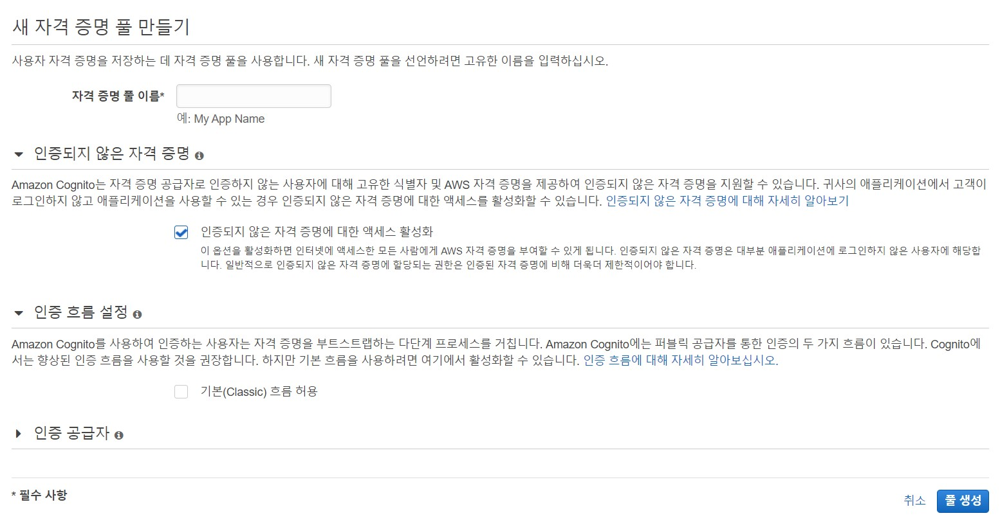 새 자격 증명 풀 만들기
사용자 자격 증명을 저장하는 데 자격 증명 풀을 사용합니다. 새 자격 증명 풀을 선언하려면 고유한 이름을 입력하십시오.
자격 증명 풀 이름*
예: My App Name
인증되지 않은 자격 증명
Amazon Cognito는 자격 증명 공급자로 인증하지 않는 사용자에 대해 고유한 식별자 및 AWS 자격 증명을 제공하여 인증되지 않은 자격 증명을 지원할 수 있습니다. 귀사의 애플리케이션에서 고객이
로그인하지 않고 애플리케이션을 사용할 수 있는 경우 인증되지 않은 자격 증명에 대한 액세스를 활성화할 수 있습니다. 인증되지 않은 자격 증명에 대해 자세히 알아보기
인증되지 않은 자격 증명에 대한 액세스 활성화
이 옵션을 활성화하면 인터넷에 액세스한 모든 사람에게 AWS 자격 증명을 부여할 수 있게 됩니다. 인증되지 않은 자격 증명은 대부분 애플리케이션에 로그인하지 않은 사용자에 해당합
니다. 일반적으로 인증되지 않은 자격 증명에 할당되는 권한은 인증된 자격 증명에 비해 더욱더 제한적이어야 합니다.
인증 흐름 설정
Amazon Cognito를 사용하여 인증하는 사용자는 자격 증명을 부트스트랩하는 다단계 프로세스를 거칩니다. Amazon Cognito에는 퍼블릭 공급자를 통한 인증의 두 가지 흐름이 있습니다. Cognito에
서는 향상된 인증 흐름을 사용할 것을 권장합니다. 하지만 기본 흐름을 사용하려면 여기에서 활성화할 수 있습니다. 인증 흐름에 대해 자세히 알아보십시오.
기본(Classic) 흐름 허용
인증 공급자
* 필수 사항
취소
풀 생성